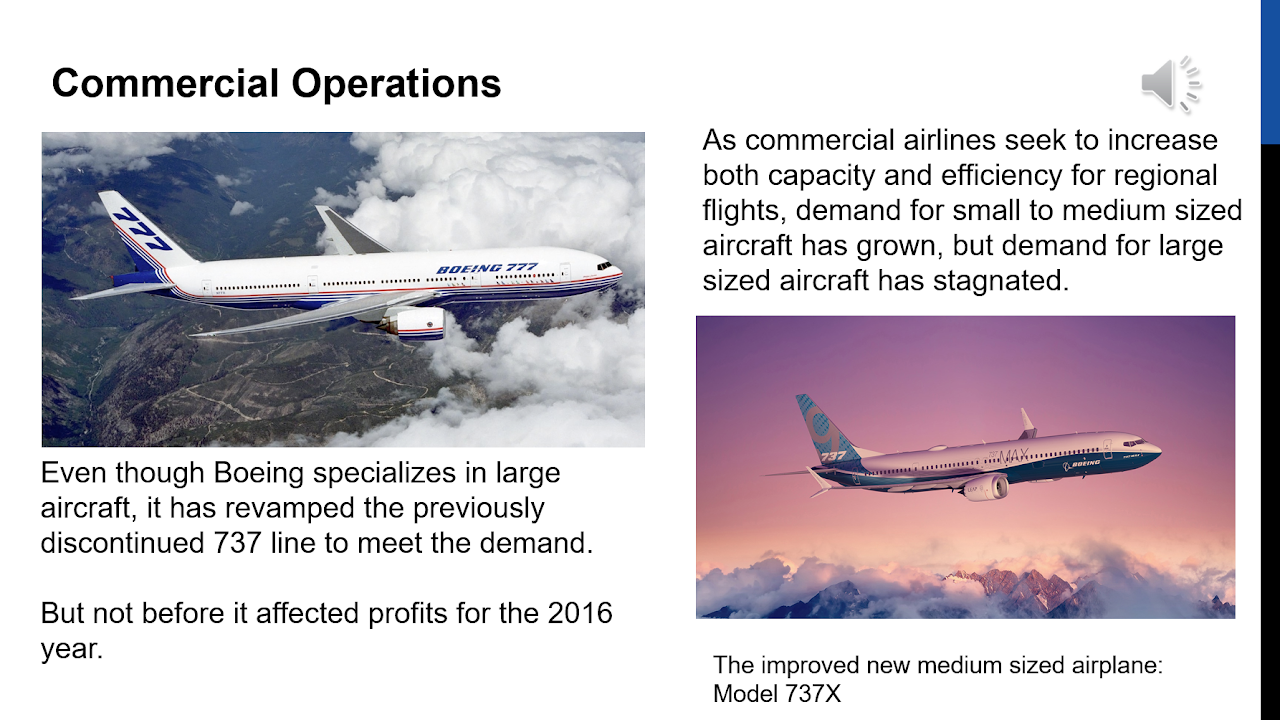 Commercial Operations
777
BOEING 777
Even though Boeing specializes in large
aircraft, it has revamped the previously
discontinued 737 line to meet the demand.
But not before it affected profits for the 2016
year.
As commercial airlines seek to increase
both capacity and efficiency for regional
flights, demand for small to medium sized
aircraft has grown, but demand for large
sized aircraft has stagnated.
9
737
MAX
BOEING
The improved new medium sized airplane:
Model 737X